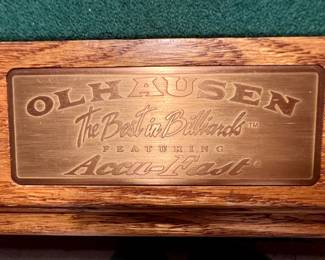 OLHAUSEN
The Best in Billiards™
FEATURING
Accu-Fast®